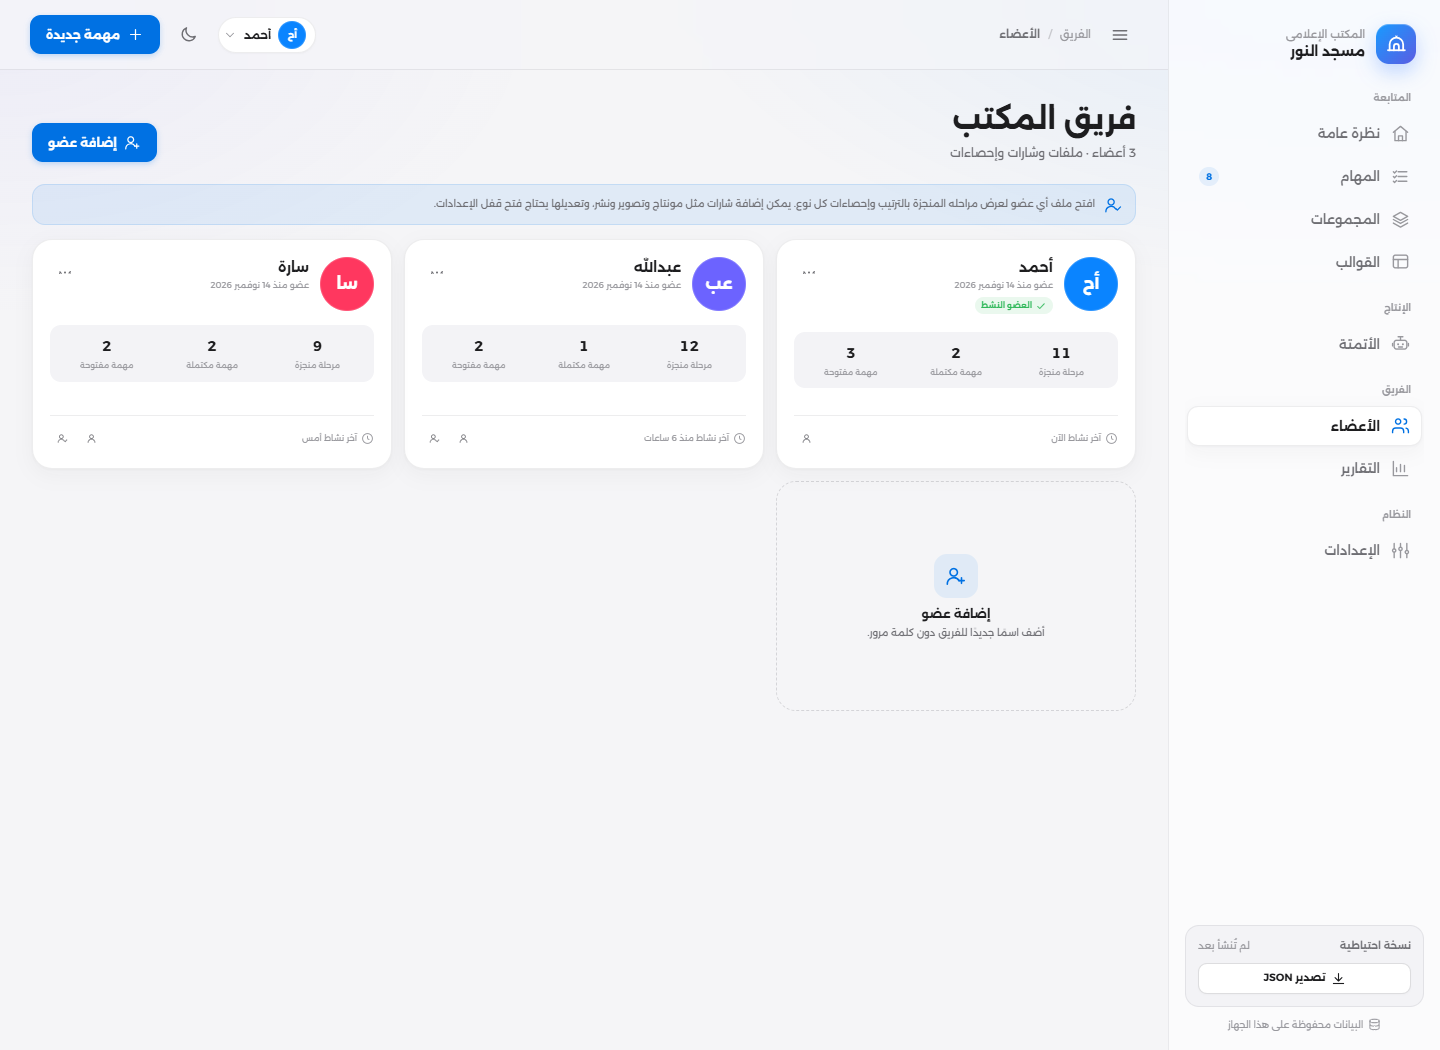 المكتب الإعلامي
مسجد النور
المتابعة
نظرة عامة
المهام
8
المجموعات
القوالب
الإنتاج
الأتمتة
الفريق
الأعضاء
التقارير
النظام
الإعدادات
نسخة احتياطية
لم تُنشأ بعد
تصدير JSON
البيانات محفوظة على هذا الجهاز
الفريق / الأعضاء
أحمد
أح
مهمة جديدة
فريق المكتب
3 أعضاء · ملفات وشارات وإحصاءات
إضافة عضو
افتح ملف أي عضو لعرض مراحله المنجزة بالترتيب وإحصاءات كل نوع. يمكن إضافة شارات مثل مونتاج وتصوير ونشر، وتعديلها يحتاج فتح قفل الإعدادات.
أح
أحمد
عضو منذ 14 نوفمبر 2026
العضو النشط
11 2 3
مرحلة منجزة مهمة مكتملة مهمة مفتوحة
آخر نشاط الآن
عب
عبدالله
عضو منذ 14 نوفمبر 2026
12 1 2
مرحلة منجزة مهمة مكتملة مهمة مفتوحة
آخر نشاط منذ 6 ساعات
سا
سارة
عضو منذ 14 نوفمبر 2026
9 2 2
مرحلة منجزة مهمة مكتملة مهمة مفتوحة
آخر نشاط أمس
إضافة عضو
أضف اسمًا جديدًا للفريق دون كلمة مرور.